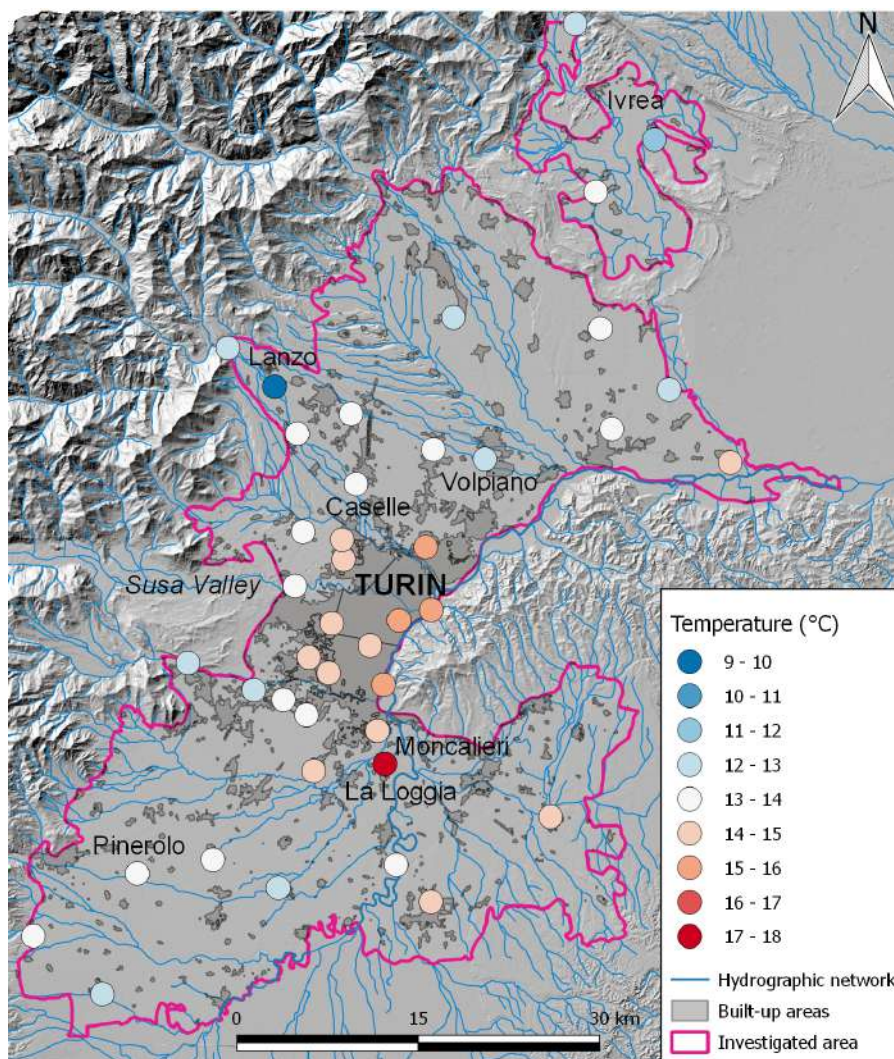 N
Ivrea
Lanzo
Volpiano
Caselle
Susa Valley
TURIN
Moncalieri
La Loggia
Pinerolo
Temperature (°C)
9 - 10
10 - 11
11 - 12
12 - 13
13 - 14
14 - 15
15 - 16
16 - 17
17 - 18
Hydrographic network
Built-up areas
Investigated area
0 15 30 km